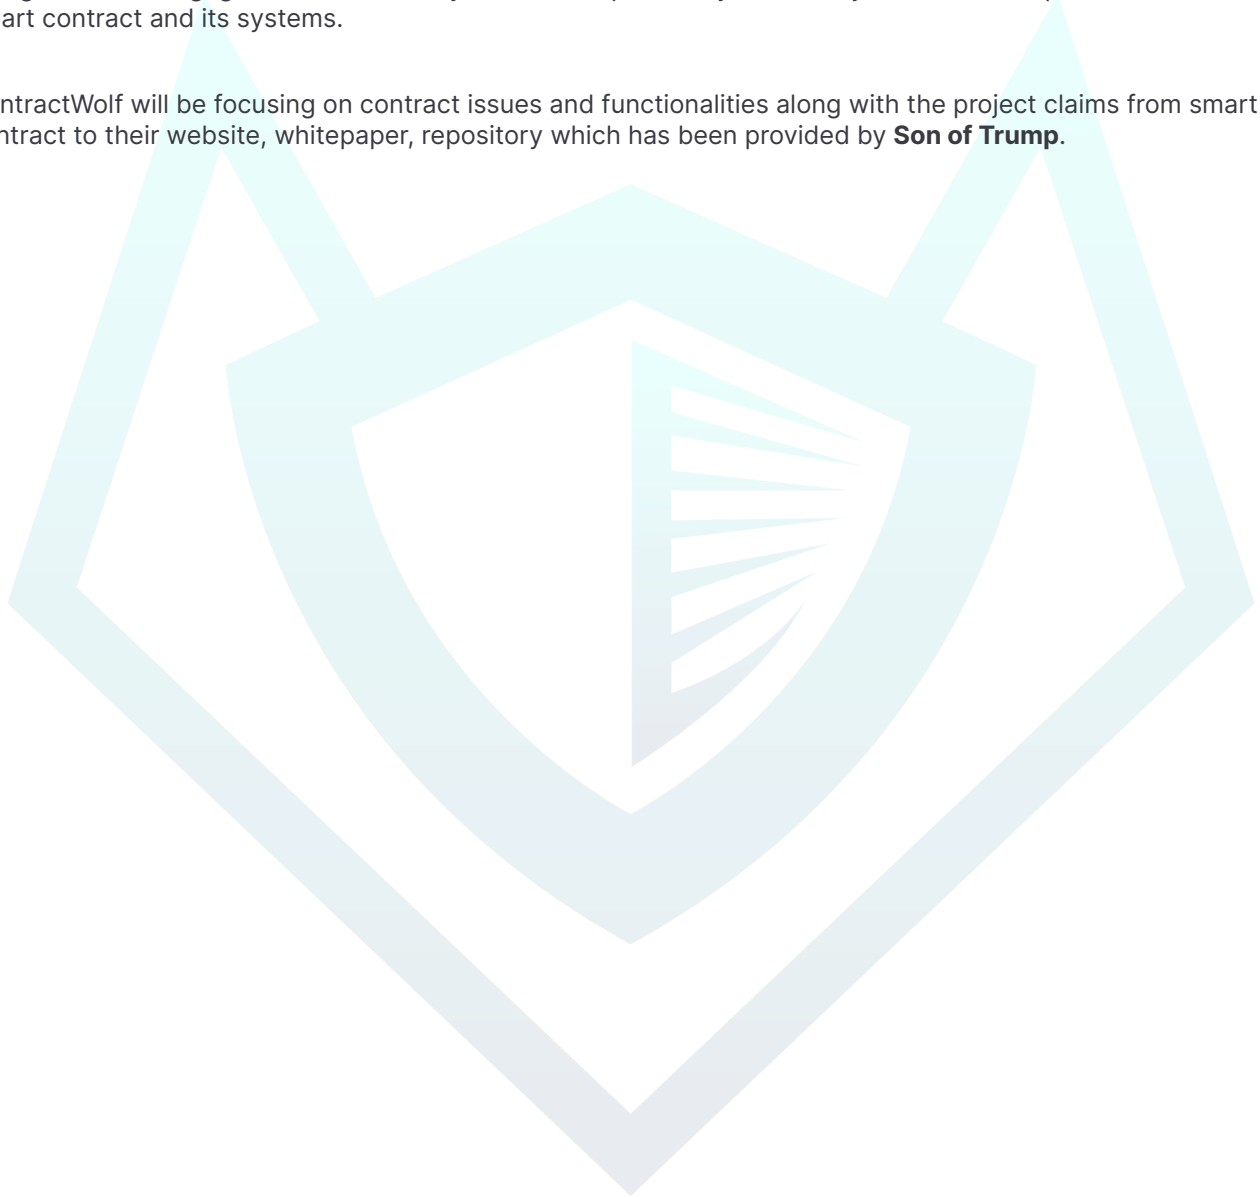 art contract and its systems.
ntractWolf will be focusing on contract issues and functionalities along with the project claims from smart
ntract to their website, whitepaper, repository which has been provided by Son of Trump.